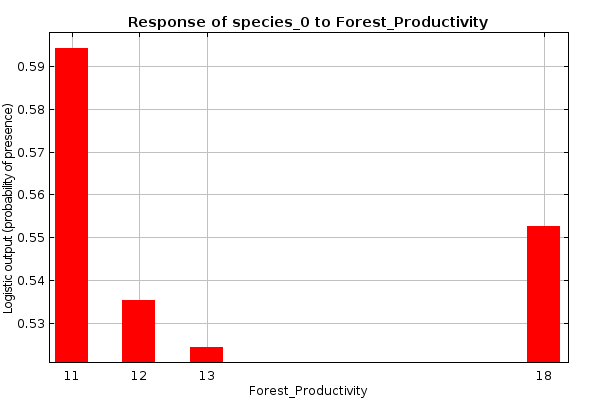 Response of species_0 to Forest_Productivity
Logistic output (probability of presence)
0.59
0.58
0.57
0.56
0.55
0.54
0.53
11 12 13 18
Forest_Productivity